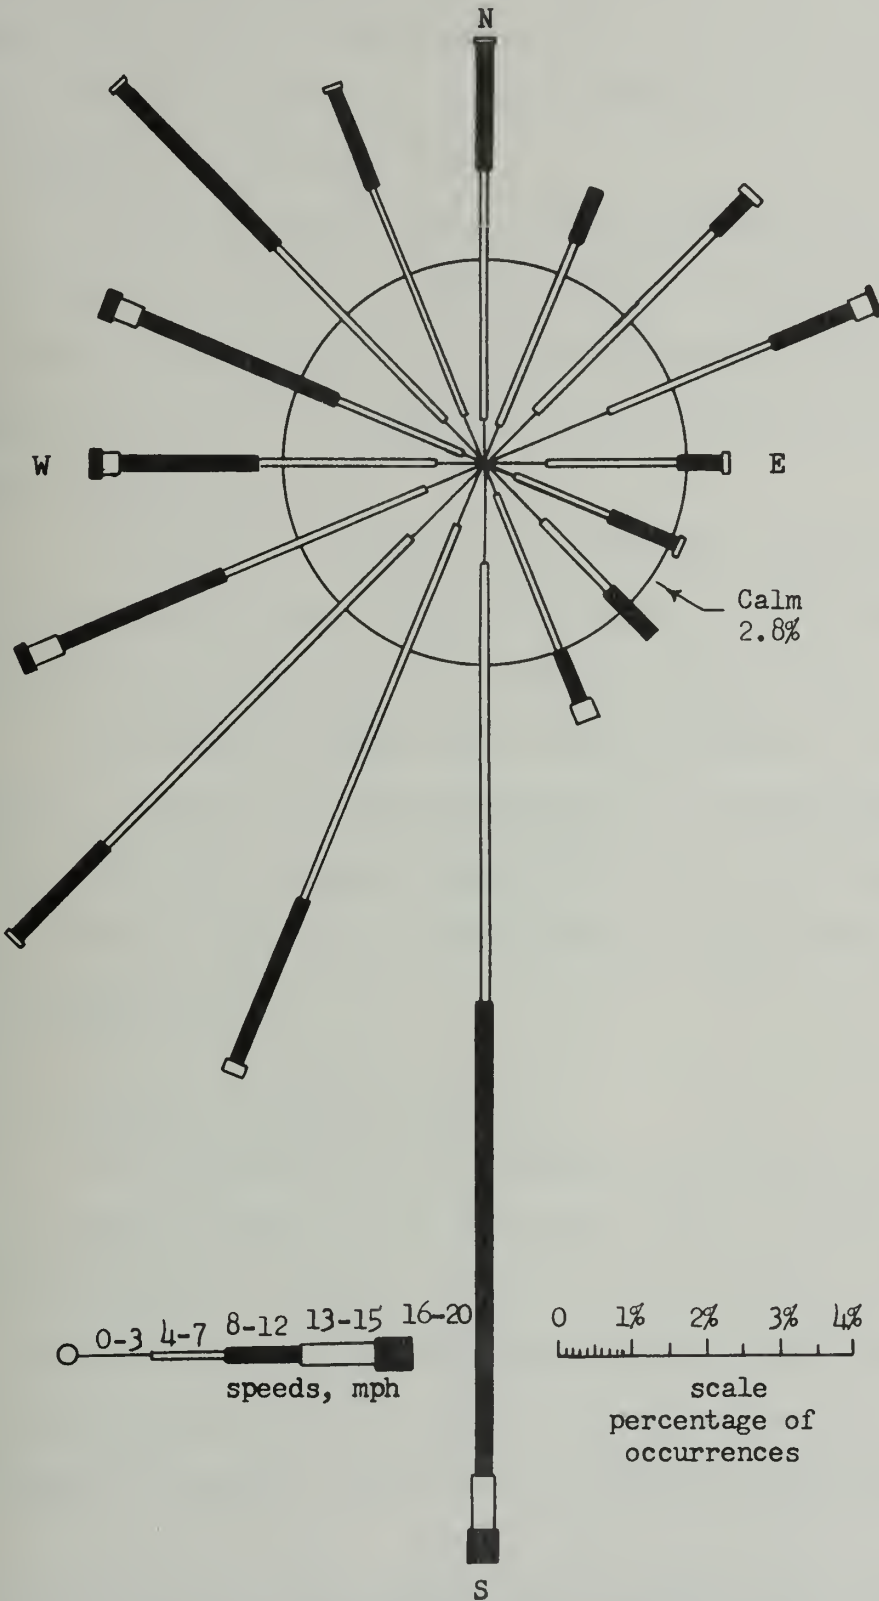 N
W
E
Calm
2.8%
0-3 4-7 8-12 13-15 16-20
speeds, mph
0 1% 2% 3% 4%
scale
percentage of
occurrences
S